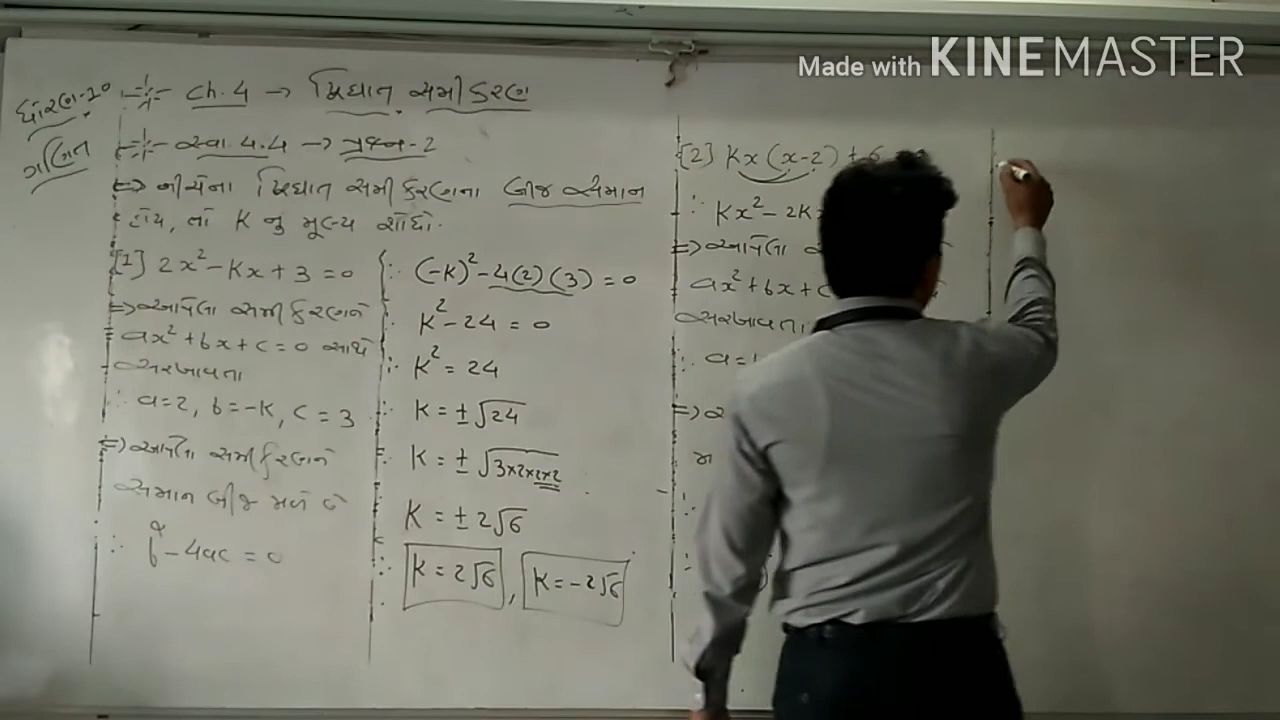 Made with KINEMASTER
ધોરણ-10
ગણિત
Ch.4 → દ્વિઘાત સમીકરણ
સ્વા.4.4 → પ્રશ્ન-2
⇒ નીચેના દ્વિઘાત સમીકરણના બીજ સમાન
હોય, તો K નુ મૂલ્ય શોધો.
[1] 2x² - Kx + 3 = 0
⇒ આપેલા સમીકરણને
ax² + bx + c = 0 સાથે
સરખાવતા
∴ a=2, b=-K, C=3
⇒ આપેલા સમીકરણને
સમાન બીજ મળે છે
∴ b² - 4ac = 0
∴ (-K)² - 4(2)(3) = 0
∴ K² - 24 = 0
∴ K² = 24
∴ K = ± √24
∴ K = ± √3×2×2×2
K = ± 2√6
∴ K = 2√6 , K = -2√6
[2] Kx(x-2) + 6
∴ Kx² - 2K
⇒ આપેલા
ax² + bx + c
સરખાવતા
∴ a=
⇒